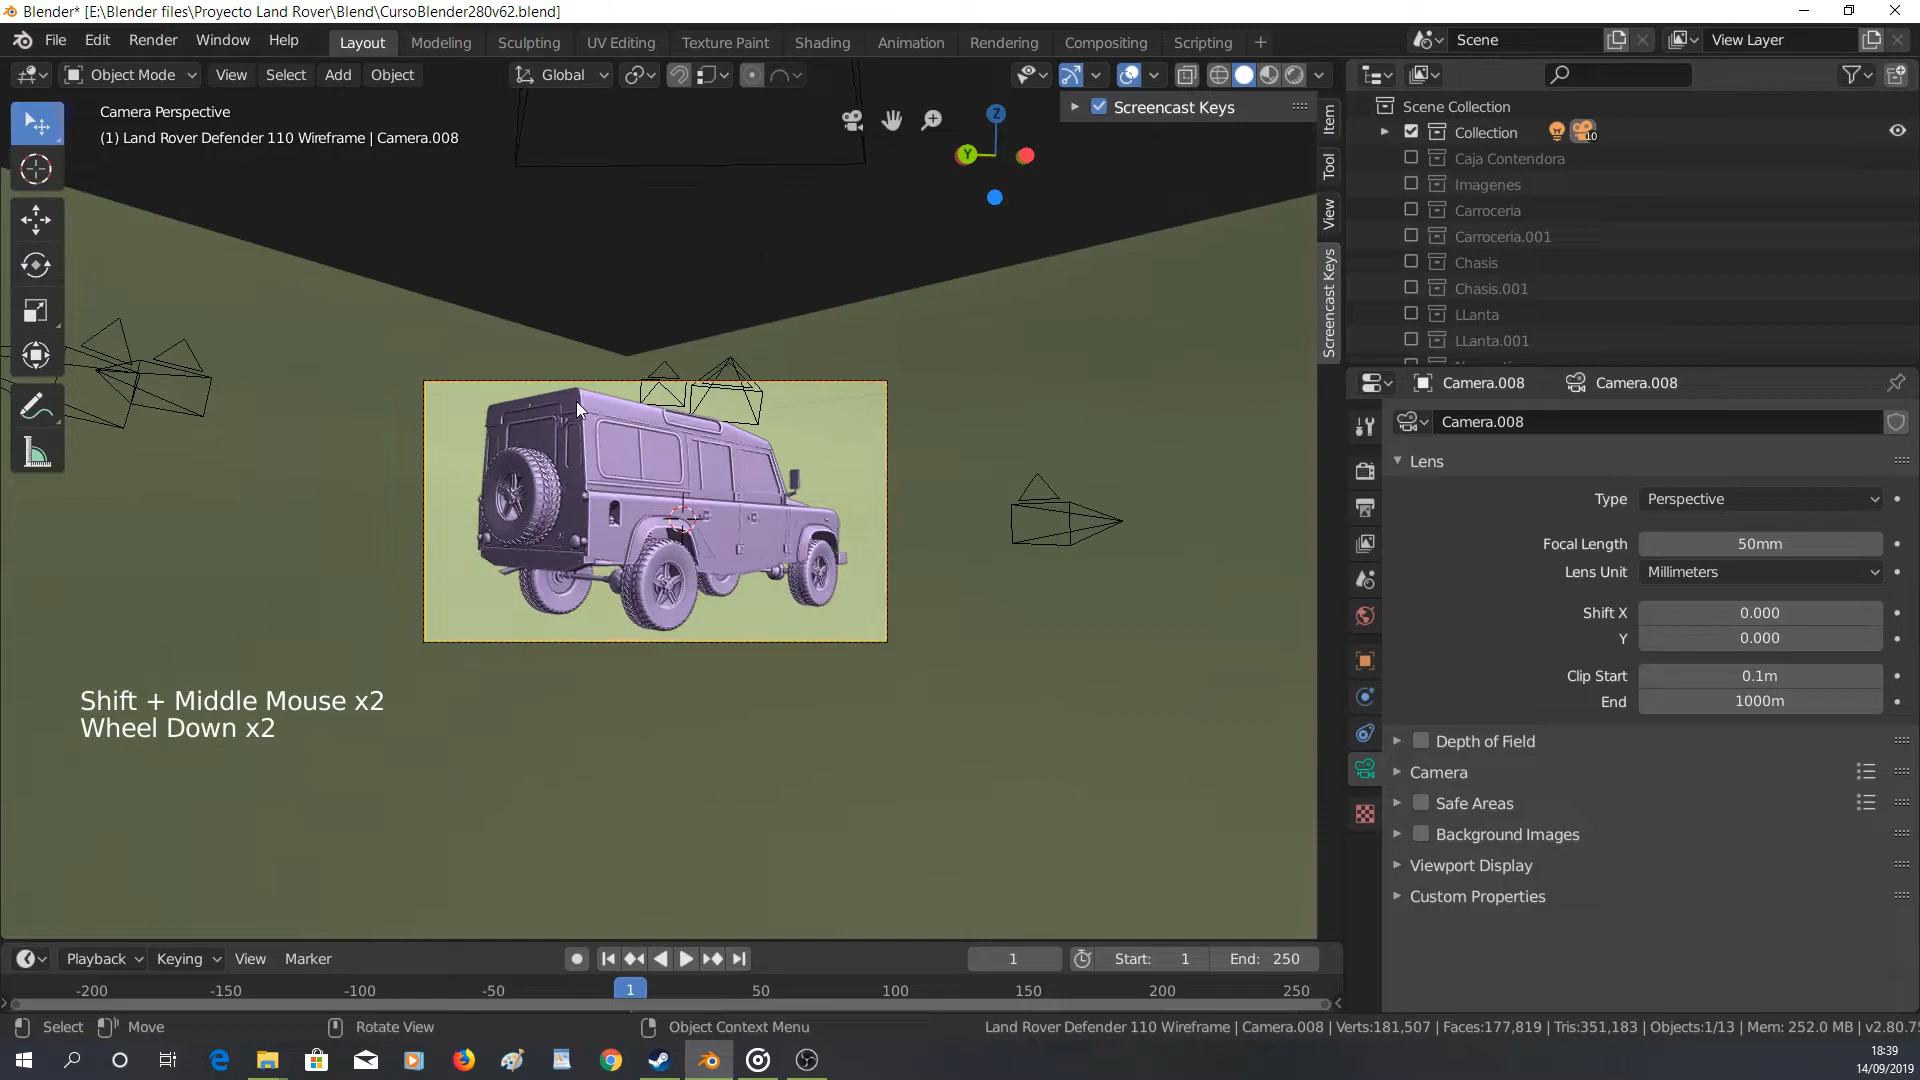 Blender* [E:\Blender files\Proyecto Land Rover\Blend\CursoBlender280v62.blend]
File Edit Render Window Help
Layout Modeling Sculpting UV Editing Texture Paint Shading Animation Rendering Compositing Scripting +
Scene
View Layer
Object Mode View Select Add Object
Global
Camera Perspective
(1) Land Rover Defender 110 Wireframe | Camera.008
Z
Y
Screencast Keys
Item
Tool
View
Screencast Keys
Scene Collection
Collection
10
Caja Contendora
Imagenes
Carroceria
Carroceria.001
Chasis
Chasis.001
LLanta
LLanta.001
Camera.008 Camera.008
Camera.008
Lens
Type Perspective
Focal Length 50mm
Lens Unit Millimeters
Shift X 0.000
Y 0.000
Clip Start 0.1m
End 1000m
Depth of Field
Camera
Safe Areas
Background Images
Viewport Display
Custom Properties
Shift + Middle Mouse x2
Wheel Down x2
Playback Keying View Marker
1
Start: 1 End: 250
-200 -150 -100 -50 1 50 100 150 200 250
Select Move Rotate View Object Context Menu
Land Rover Defender 110 Wireframe | Camera.008 | Verts:181,507 | Faces:177,819 | Tris:351,183 | Objects:1/13 | Mem: 252.0 MB | v2.80.75
18:39
14/09/2019